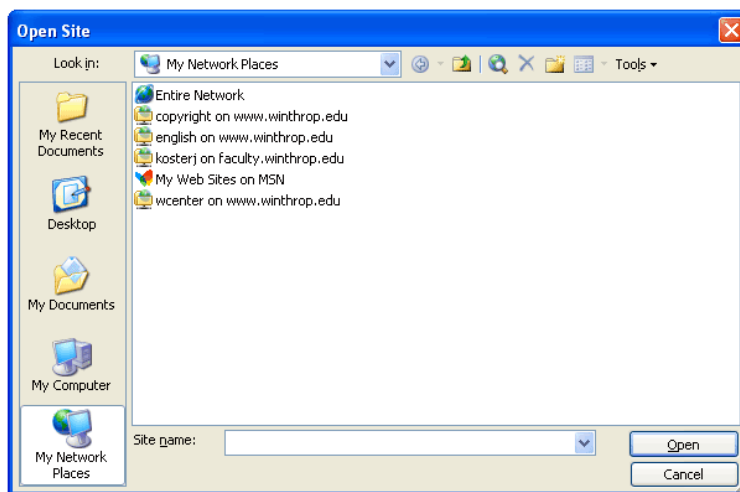 Open Site
Look in:
My Network Places
Tools
My Recent
Documents
Desktop
My Documents
My Computer
My Network
Places
Entire Network
copyright on www.winthrop.edu
english on www.winthrop.edu
kosterj on faculty.winthrop.edu
My Web Sites on MSN
wcenter on www.winthrop.edu
Site name:
Open
Cancel